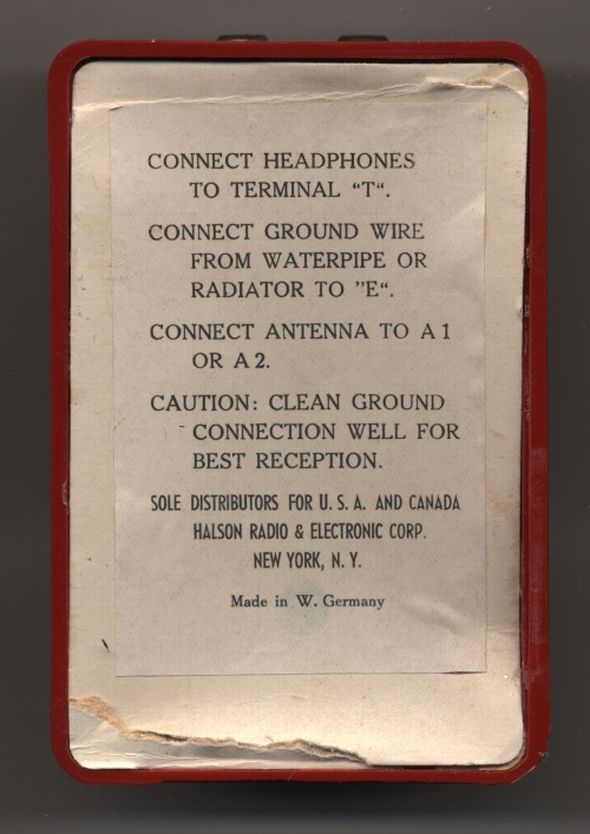 CONNECT HEADPHONES
TO TERMINAL “T“.
CONNECT GROUND WIRE
FROM WATERPIPE OR
RADIATOR TO ”E“.
CONNECT ANTENNA TO A 1
OR A 2.
CAUTION: CLEAN GROUND
CONNECTION WELL FOR
BEST RECEPTION.
SOLE DISTRIBUTORS FOR U. S. A. AND CANADA
HALSON RADIO & ELECTRONIC CORP.
NEW YORK, N. Y.
Made in W. Germany